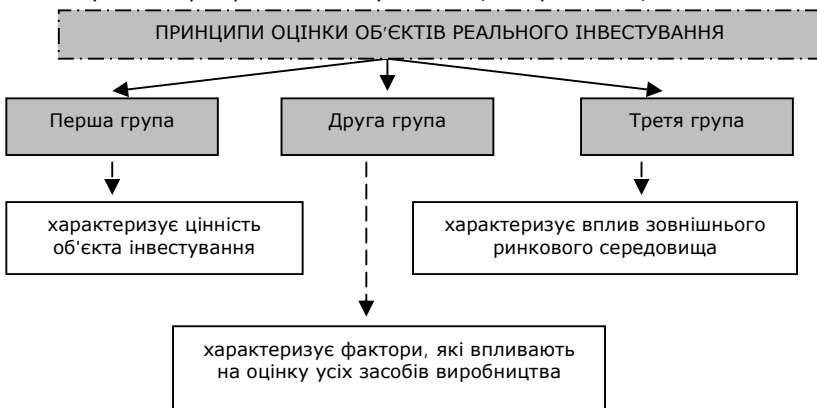 ПРИНЦИПИ ОЦІНКИ ОБ’ЄКТІВ РЕАЛЬНОГО ІНВЕСТУВАННЯ
Перша група
Друга група
Третя група
характеризує цінність
об'єкта інвестування
характеризує вплив зовнішнього
ринкового середовища
характеризує фактори, які впливають
на оцінку усіх засобів виробництва